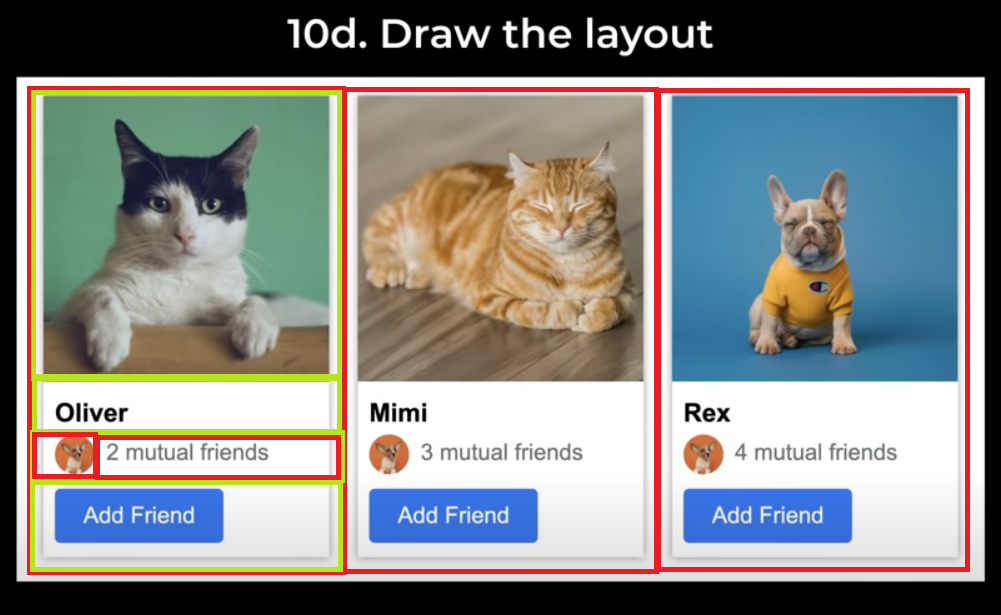 10d. Draw the layout
Oliver
2 mutual friends
Add Friend
Mimi
3 mutual friends
Add Friend
Rex
4 mutual friends
Add Friend